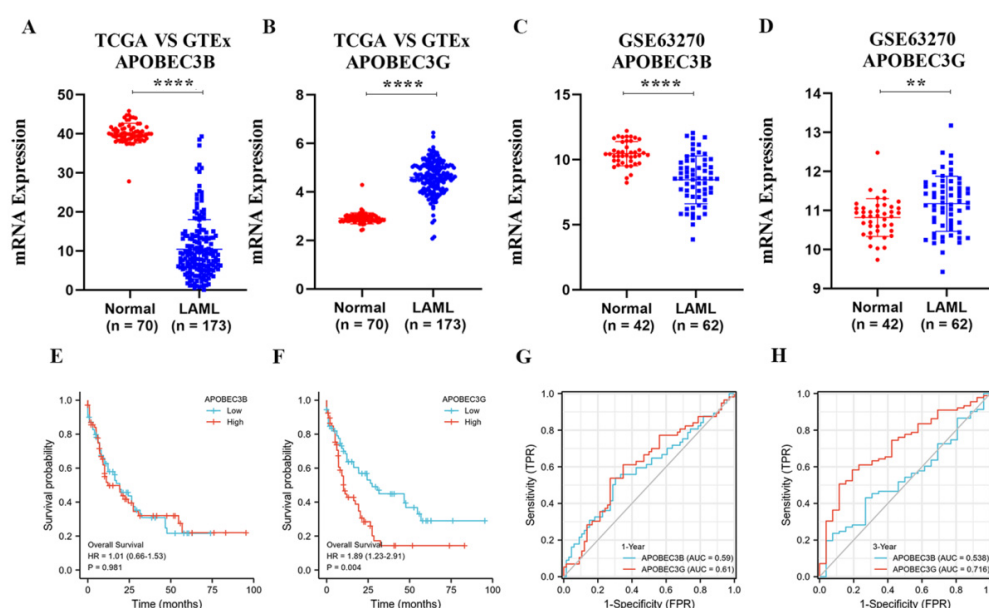 A
TCGA VS GTEx
APOBEC3B
****
mRNA Expression
50
40
30
20
10
0
Normal
(n = 70)
LAML
(n = 173)
B
TCGA VS GTEx
APOBEC3G
****
mRNA Expression
8
6
4
2
0
Normal
(n = 70)
LAML
(n = 173)
C
GSE63270
APOBEC3B
****
mRNA Expression
15
10
5
0
Normal
(n = 42)
LAML
(n = 62)
D
GSE63270
APOBEC3G
**
mRNA Expression
14
13
12
11
10
9
Normal
(n = 42)
LAML
(n = 62)
E
APOBEC3B
Low
High
Survival probability
1.0
0.8
0.6
0.4
0.2
0.0
Overall Survival
HR = 1.01 (0.66-1.53)
P = 0.981
0 25 50 75 100
Time (months)
F
APOBEC3G
Low
High
Survival probability
1.0
0.8
0.6
0.4
0.2
0.0
Overall Survival
HR = 1.89 (1.23-2.91)
P = 0.004
0 25 50 75 100
Time (months)
G
Sensitivity (TPR)
1.0
0.8
0.6
0.4
0.2
0.0
1-Year
APOBEC3B (AUC = 0.59)
APOBEC3G (AUC = 0.61)
0.0 0.2 0.4 0.6 0.8 1.0
1-Specificity (FPR)
H
Sensitivity (TPR)
1.0
0.8
0.6
0.4
0.2
0.0
3-Year
APOBEC3B (AUC = 0.538)
APOBEC3G (AUC = 0.716)
0.0 0.2 0.4 0.6 0.8
1-Specificity (FPR)